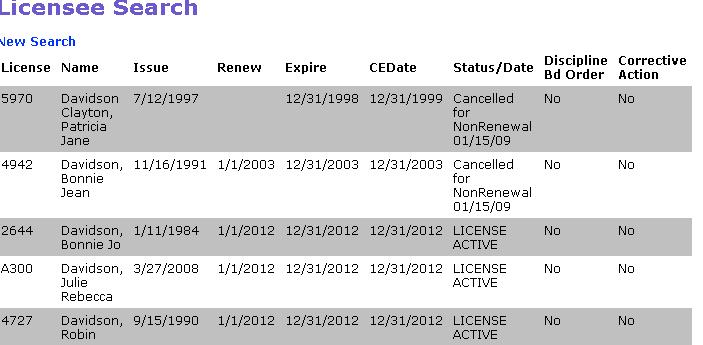 Licensee Search
New Search
License Name Issue Renew Expire CEDate Status/Date Discipline Bd Order Corrective Action
5970 Davidson Clayton, Patricia Jane 7/12/1997 12/31/1998 12/31/1999 Cancelled for NonRenewal 01/15/09 No No
4942 Davidson, Bonnie Jean 11/16/1991 1/1/2003 12/31/2003 12/31/2003 Cancelled for NonRenewal 01/15/09 No No
2644 Davidson, Bonnie Jo 1/11/1984 1/1/2012 12/31/2012 12/31/2012 LICENSE ACTIVE No No
A300 Davidson, Julie Rebecca 3/27/2008 1/1/2012 12/31/2012 12/31/2012 LICENSE ACTIVE No No
4727 Davidson, Robin 9/15/1990 1/1/2012 12/31/2012 12/31/2012 LICENSE ACTIVE No No